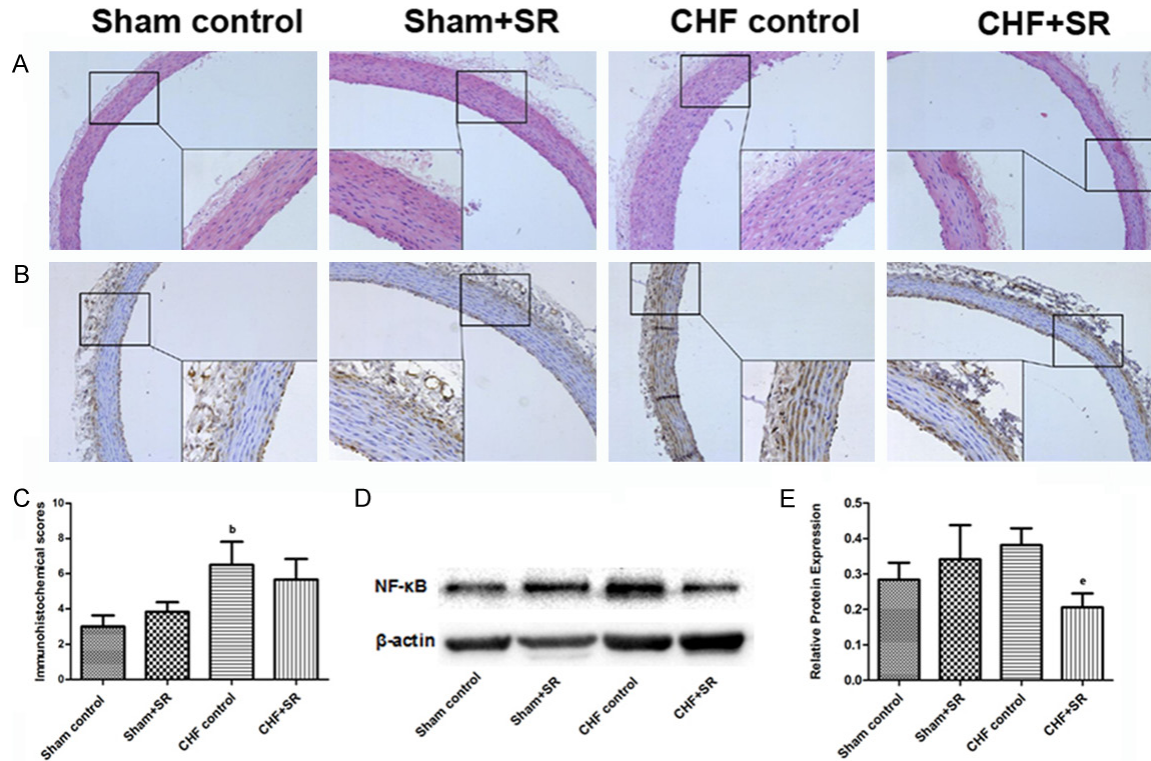 Sham control Sham+SR CHF control CHF+SR
A
B
C
Immunohistochemical scores
10
8
6
4
2
0
b
Sham control
Sham+SR
CHF control
CHF+SR
D
NF-κB
β-actin
Sham control
Sham+SR
CHF control
CHF+SR
E
Relative Protein Expression
0.5
0.4
0.3
0.2
0.1
0.0
e
Sham control
Sham+SR
CHF control
CHF+SR